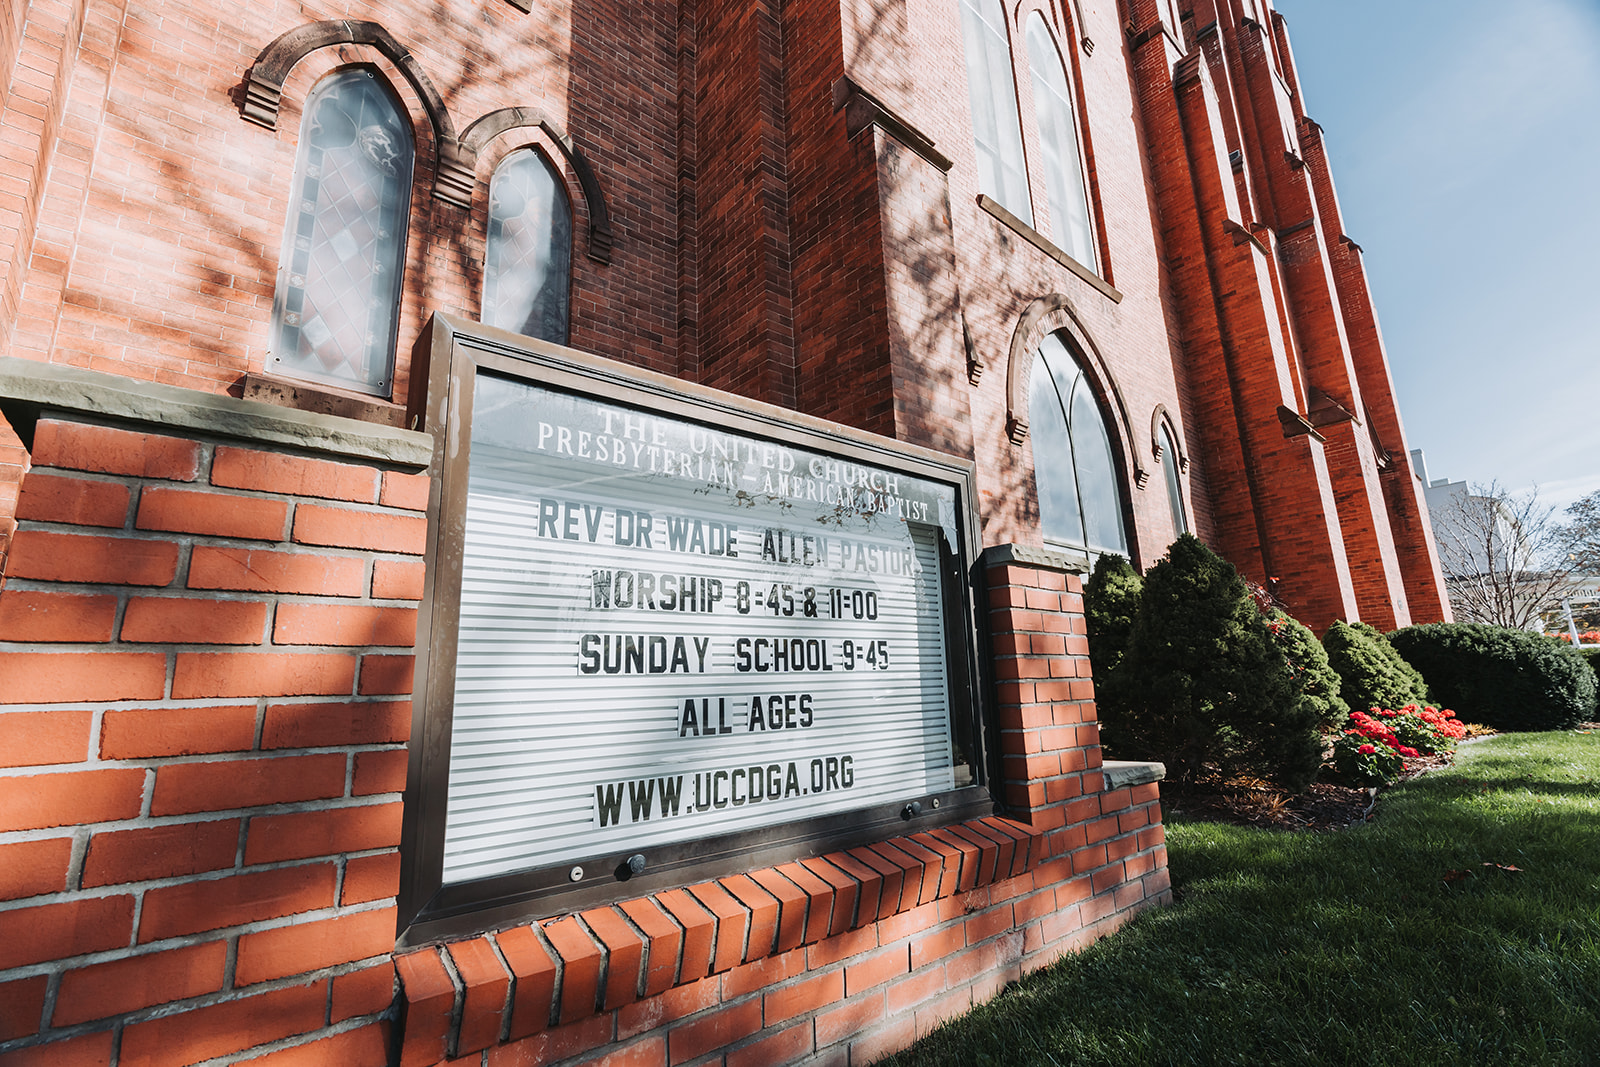 THE UNITED CHURCH
PRESBYTERIAN - AMERICAN BAPTIST
REV DR WADE ALLEN PASTOR
WORSHIP 8=45 & 11=00
SUNDAY SCHOOL 9=45
ALL AGES
WWW.UCCDGA.ORG